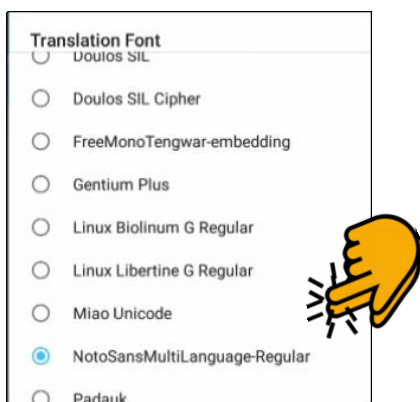 Translation Font
Doulos SIL
Doulos SIL Cipher
FreeMonoTengwar-embedding
Gentium Plus
Linux Biolinum G Regular
Linux Libertine G Regular
Miao Unicode
NotoSansMultiLanguage-Regular
Padauk